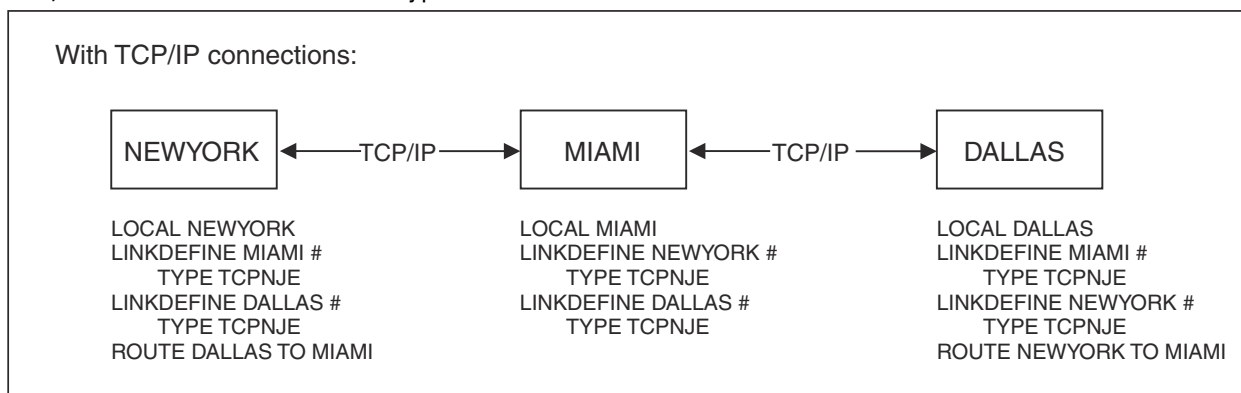 With TCP/IP connections:
NEWYORK
TCP/IP
MIAMI
TCP/IP
DALLAS
LOCAL NEWYORK
LINKDEFINE MIAMI #
TYPE TCPNJE
LINKDEFINE DALLAS #
TYPE TCPNJE
ROUTE DALLAS TO MIAMI
LOCAL MIAMI
LINKDEFINE NEWYORK #
TYPE TCPNJE
LINKDEFINE DALLAS #
TYPE TCPNJE
LOCAL DALLAS
LINKDEFINE MIAMI #
TYPE TCPNJE
LINKDEFINE NEWYORK #
TYPE TCPNJE
ROUTE NEWYORK TO MIAMI